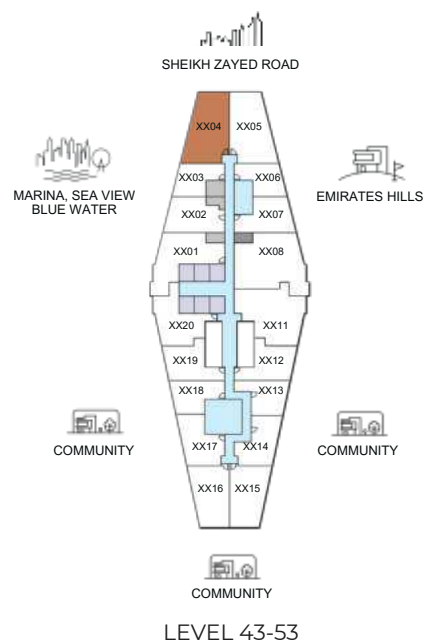 SHEIKH ZAYED ROAD
XX04
XX05
MARINA, SEA VIEW
BLUE WATER
EMIRATES HILLS
XX03
XX06
XX02
XX07
XX01
XX08
XX20
XX11
XX19
XX12
XX18
XX13
COMMUNITY
COMMUNITY
XX17
XX14
XX16
XX15
COMMUNITY
LEVEL 43-53